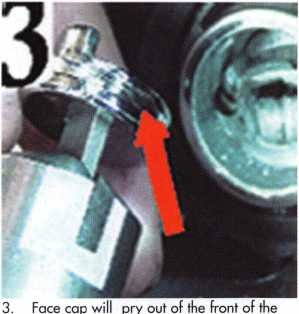 3
3. Face cap will pry out of the front of the